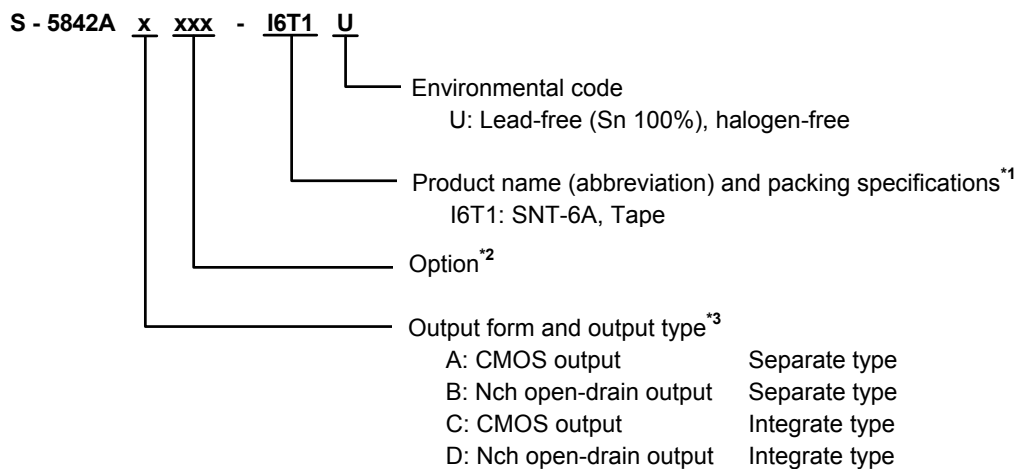 S - 5842A x xxx - I6T1 U
Environmental code
U: Lead-free (Sn 100%), halogen-free
Product name (abbreviation) and packing specifications*1
I6T1: SNT-6A, Tape
Option*2
Output form and output type*3
A: CMOS output Separate type
B: Nch open-drain output Separate type
C: CMOS output Integrate type
D: Nch open-drain output Integrate type